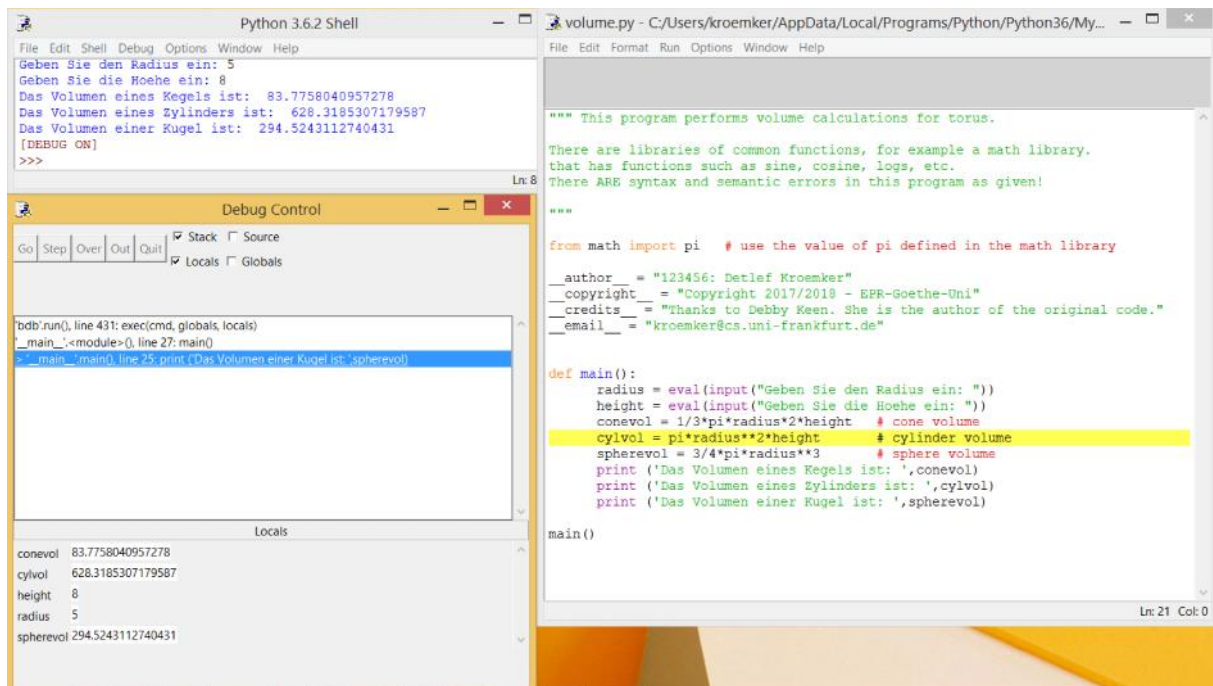 Python 3.6.2 Shell
File Edit Shell Debug Options Window Help
Geben Sie den Radius ein: 5
Geben Sie die Hoehe ein: 8
Das Volumen eines Kegels ist:  83.7758040957278
Das Volumen eines Zylinders ist:  628.3185307179587
Das Volumen einer Kugel ist:  294.5243112740431
[DEBUG ON]
>>>
Ln: 8
Debug Control
Go Step Over Out Quit
Stack Source
Locals Globals
'bdb'.run(), line 431: exec(cmd, globals, locals)
'__main__'.<module>(), line 27: main()
> '__main__'.main(), line 25: print ('Das Volumen einer Kugel ist: ',spherevol)
Locals
conevol 83.7758040957278
cylvol 628.3185307179587
height 8
radius 5
spherevol 294.5243112740431
volume.py - C:/Users/kroemker/AppData/Local/Programs/Python/Python36/My...
File Edit Format Run Options Window Help
""" This program performs volume calculations for torus.
There are libraries of common functions, for example a math library.
that has functions such as sine, cosine, logs, etc.
There ARE syntax and semantic errors in this program as given!
"""
from math import pi   # use the value of pi defined in the math library
__author__ = "123456: Detlef Kroemker"
__copyright__ = "Copyright 2017/2018 - EPR-Goethe-Uni"
__credits__ = "Thanks to Debby Keen. She is the author of the original code."
__email__ = "kroemker@cs.uni-frankfurt.de"
def main():
radius = eval(input("Geben Sie den Radius ein: "))
height = eval(input("Geben Sie die Hoehe ein: "))
conevol = 1/3*pi*radius*2*height   # cone volume
cylvol = pi*radius**2*height       # cylinder volume
spherevol = 3/4*pi*radius**3       # sphere volume
print ('Das Volumen eines Kegels ist: ',conevol)
print ('Das Volumen eines Zylinders ist: ',cylvol)
print ('Das Volumen einer Kugel ist: ',spherevol)
main()
Ln: 21 Col: 0